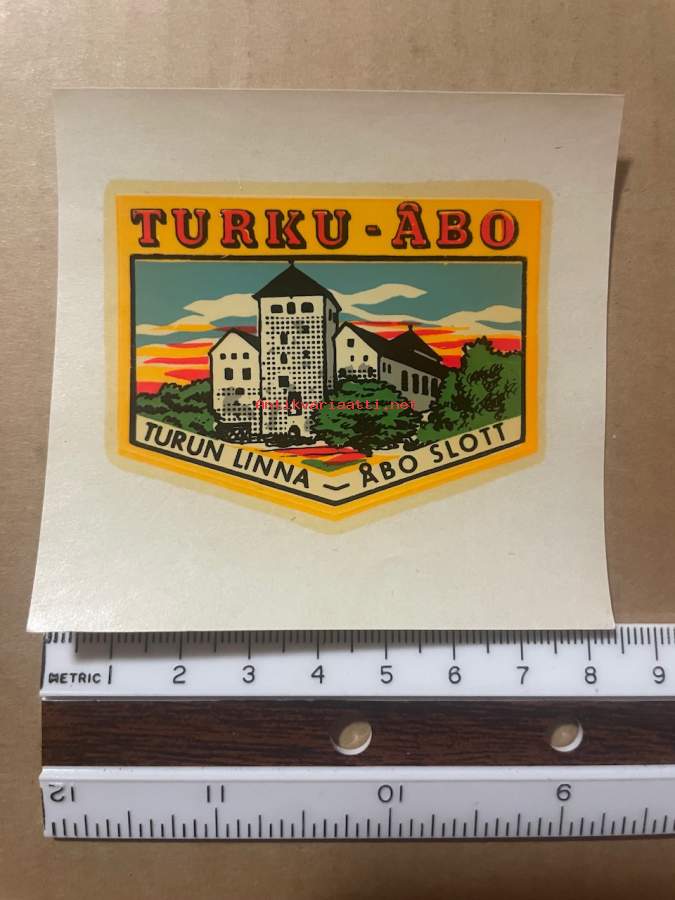 TURKU - ÅBO
Antikvariaatti.net
TURUN LINNA — ÅBO SLOTT
METRIC 1 2 3 4 5 6 7 8 9
12 11 10 9